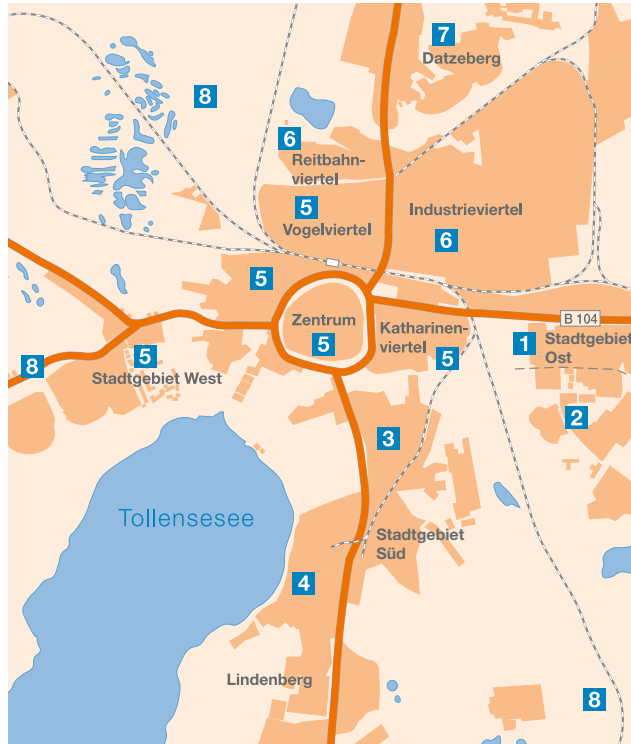 7
Datzeberg
8
6
Reitbahn-
viertel
5
Vogelviertel
Industrieviertel
6
5
Zentrum
5
B 104
Katharinen-
viertel
5
1
Stadtgebiet
Ost
5
8
Stadtgebiet West
2
3
Tollensesee
Stadtgebiet
Süd
4
Lindenberg
8